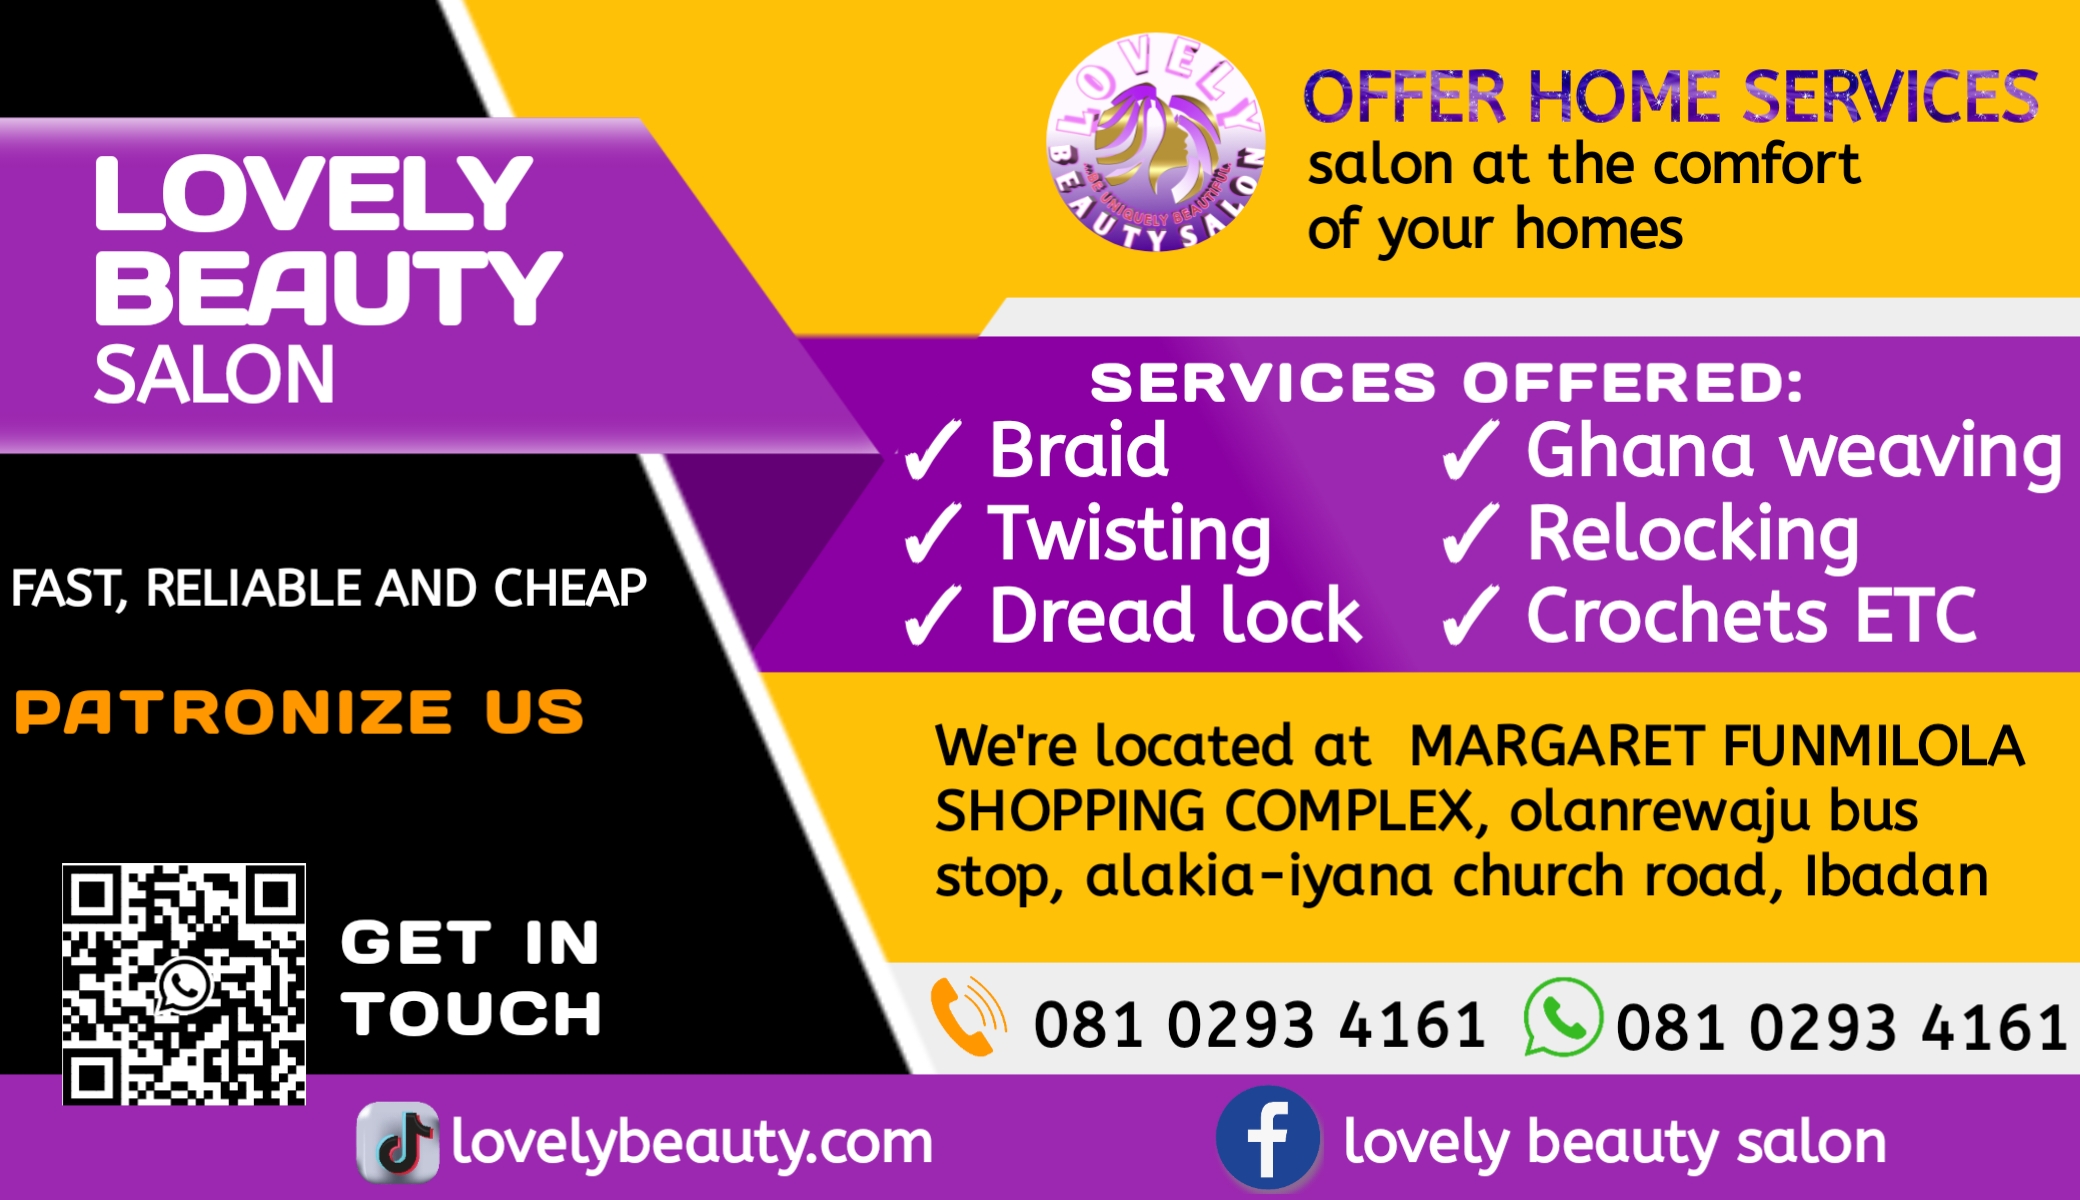 LOVELY
BEAUTY
SALON
FAST, RELIABLE AND CHEAP
PATRONIZE US
GET IN
TOUCH
LOVELY
BEAUTY SALON
"BE UNIQUELY BEAUTIFUL"
OFFER HOME SERVICES
salon at the comfort
of your homes
SERVICES OFFERED:
✓ Braid
✓ Twisting
✓ Dread lock
✓ Ghana weaving
✓ Relocking
✓ Crochets ETC
We're located at MARGARET FUNMILOLA
SHOPPING COMPLEX, olanrewaju bus
stop, alakia-iyana church road, Ibadan
081 0293 4161
081 0293 4161
lovelybeauty.com
lovely beauty salon